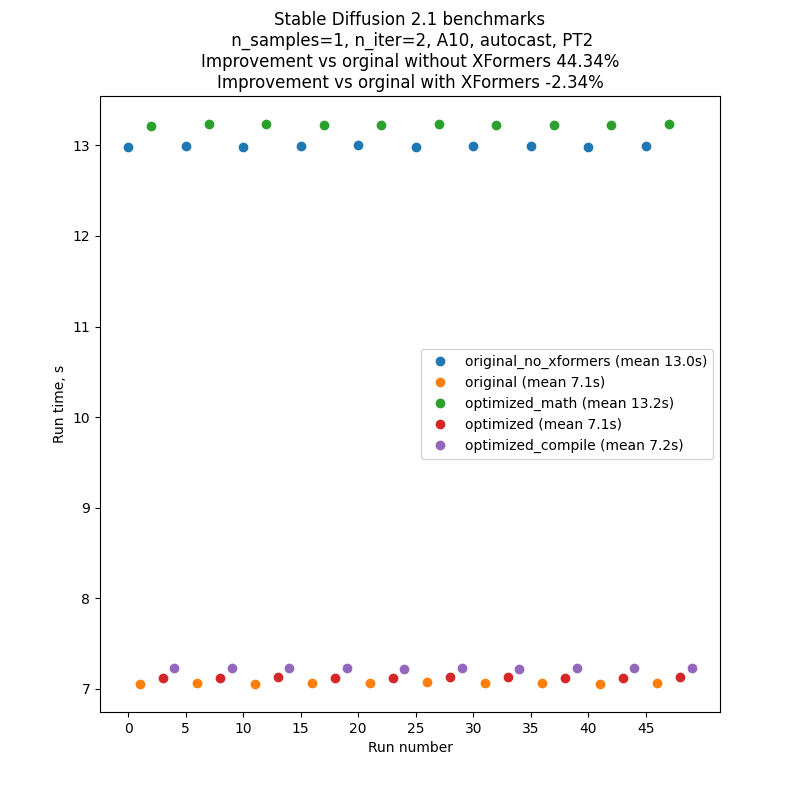 Stable Diffusion 2.1 benchmarks
n_samples=1, n_iter=2, A10, autocast, PT2
Improvement vs orginal without XFormers 44.34%
Improvement vs orginal with XFormers -2.34%
13
12
11
10
9
8
7
Run time, s
original_no_xformers (mean 13.0s)
original (mean 7.1s)
optimized_math (mean 13.2s)
optimized (mean 7.1s)
optimized_compile (mean 7.2s)
0 5 10 15 20 25 30 35 40 45
Run number